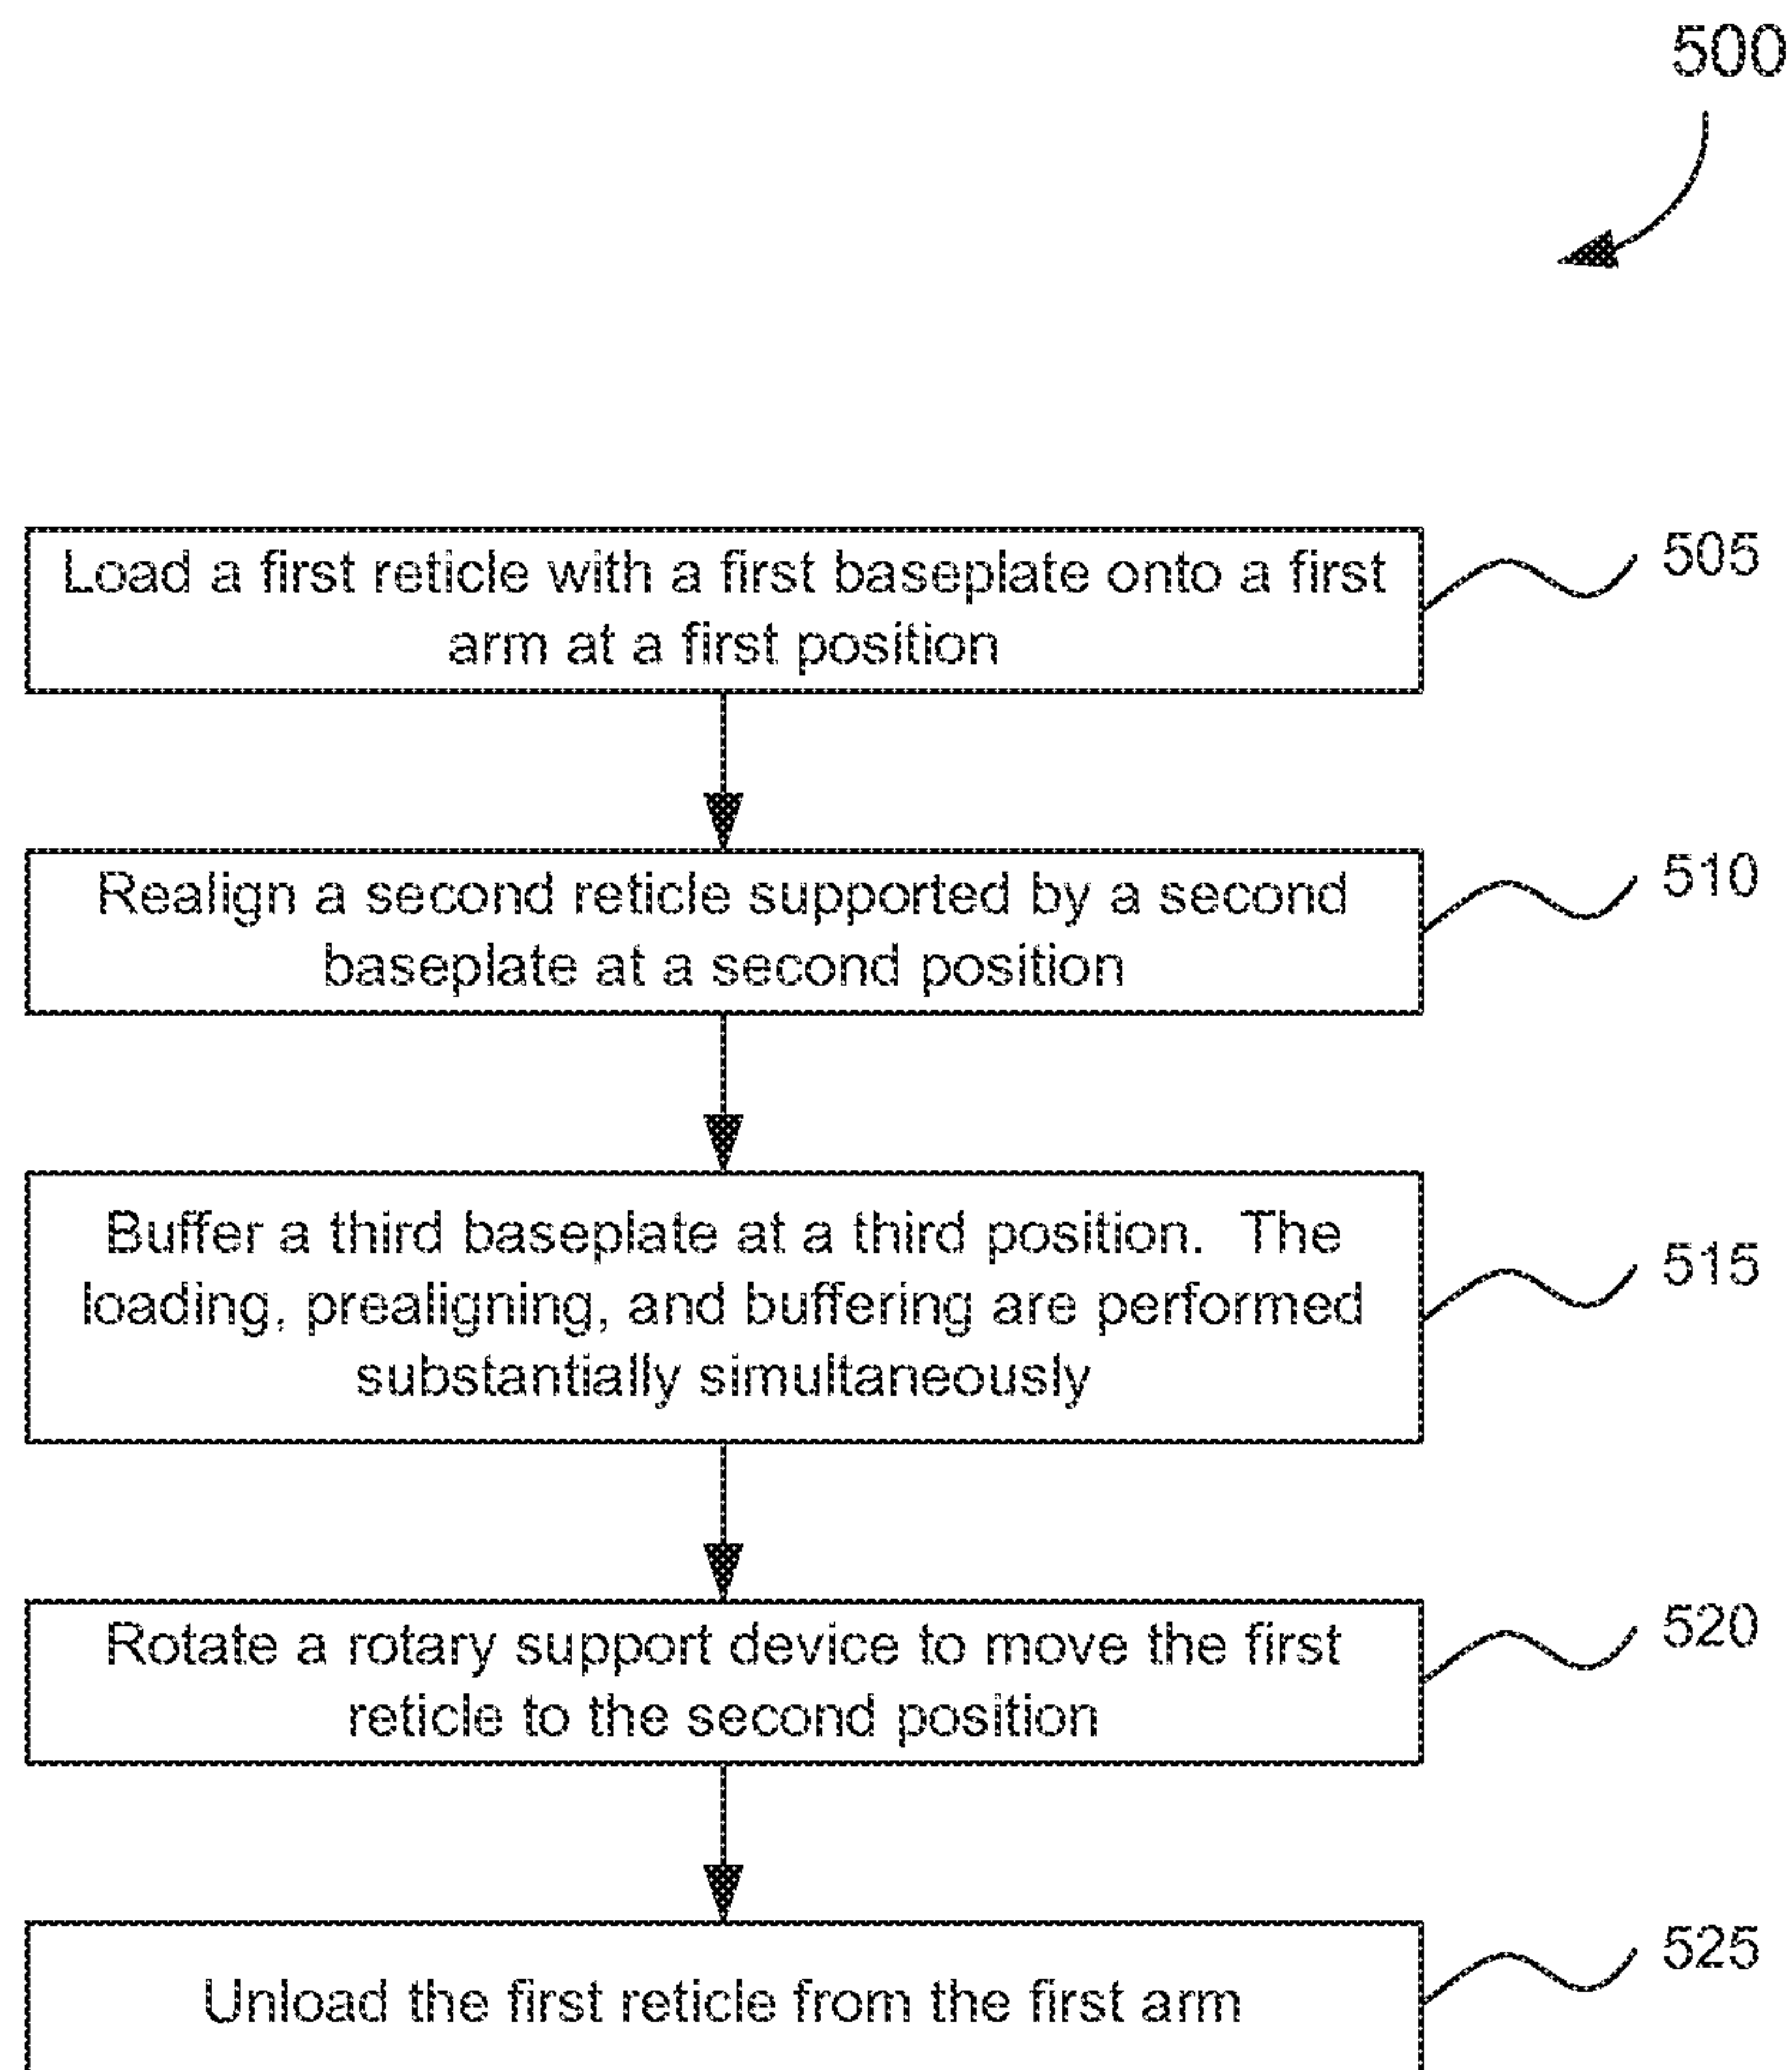 500
Load a first reticle with a first baseplate onto a first
arm at a first position
505
Realign a second reticle supported by a second
baseplate at a second position
510
Buffer a third baseplate at a third position.  The
loading, prealigning, and buffering are performed
substantially simultaneously
515
Rotate a rotary support device to move the first
reticle to the second position
520
Unload the first reticle from the first arm
525